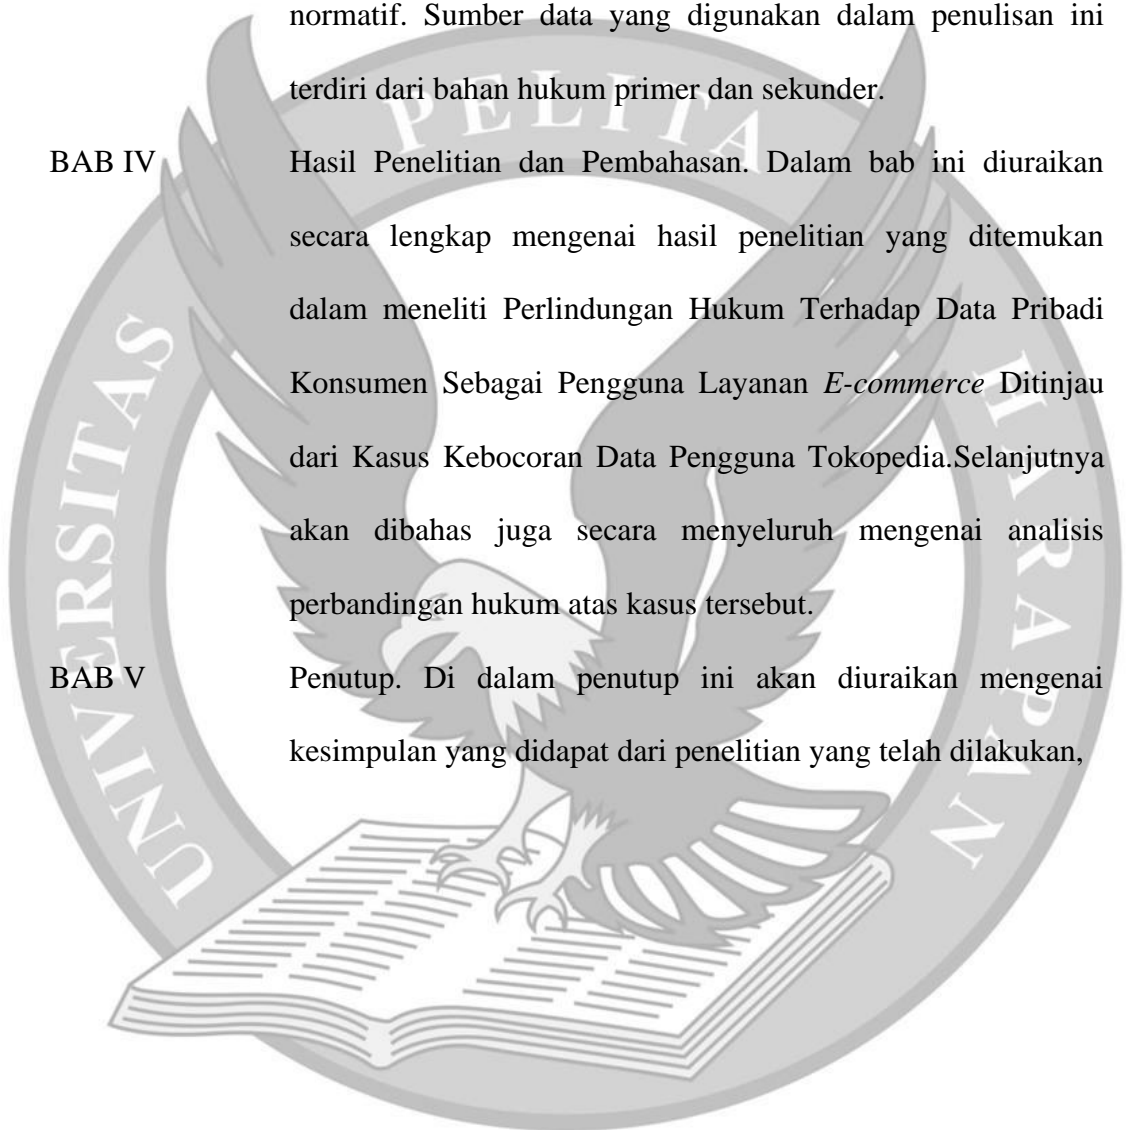 normatif. Sumber data yang digunakan dalam penulisan ini
terdiri dari bahan hukum primer dan sekunder.
BAB IV Hasil Penelitian dan Pembahasan. Dalam bab ini diuraikan
secara lengkap mengenai hasil penelitian yang ditemukan
dalam meneliti Perlindungan Hukum Terhadap Data Pribadi
Konsumen Sebagai Pengguna Layanan E-commerce Ditinjau
dari Kasus Kebocoran Data Pengguna Tokopedia.Selanjutnya
akan dibahas juga secara menyeluruh mengenai analisis
perbandingan hukum atas kasus tersebut.
BAB V Penutup. Di dalam penutup ini akan diuraikan mengenai
kesimpulan yang didapat dari penelitian yang telah dilakukan,
UNIVERSITAS PELITA HARAPAN